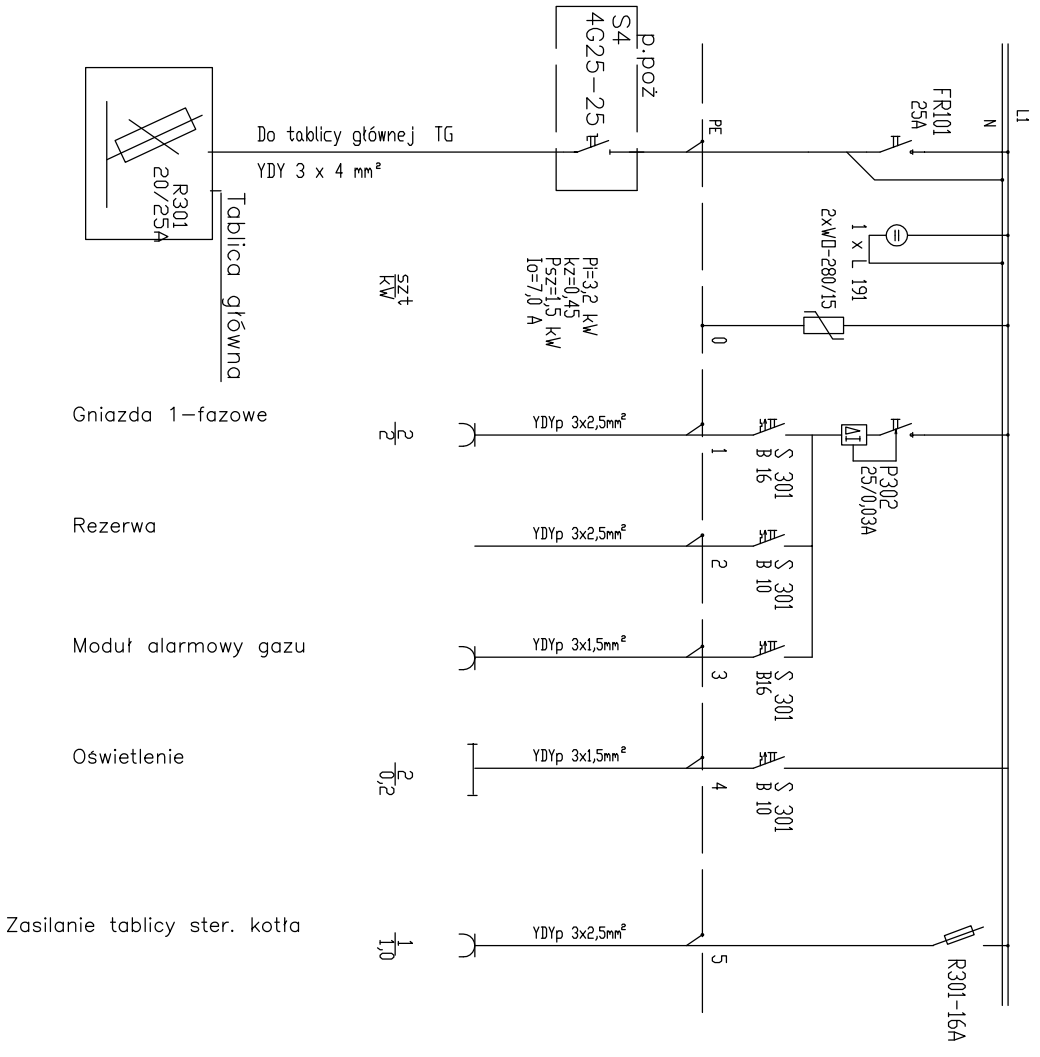 L1
N
FR101
25A
PE
p.poż
S4
4G25-25
Do tablicy głównej TG
YDY 3 x 4 mm²
R301
20/25A
Tablica główna
1 x L 191
2xWO-280/15
0
Pi=3,2 kW
kz=0,45
Psz=1,5 kW
Io=7,0 A
szt
kW
Gniazda 1-fazowe
2
2
YDYp 3x2,5mm²
1
S 301
B 16
ΔI
P302
25/0,03A
Rezerwa
YDYp 3x2,5mm²
2
S 301
B 10
Moduł alarmowy gazu
YDYp 3x1,5mm²
3
S 301
B16
Oświetlenie
2
0,2
YDYp 3x1,5mm²
4
S 301
B 10
Zasilanie tablicy ster. kotła
1
1,0
YDYp 3x2,5mm²
5
R301-16A